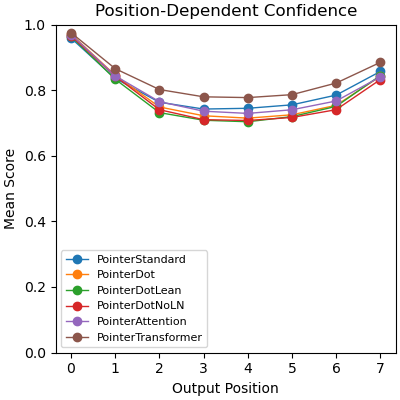 Position-Dependent Confidence
1.0
0.8
0.6
0.4
0.2
0.0
Mean Score
PointerStandard
PointerDot
PointerDotLean
PointerDotNoLN
PointerAttention
PointerTransformer
0 1 2 3 4 5 6 7
Output Position